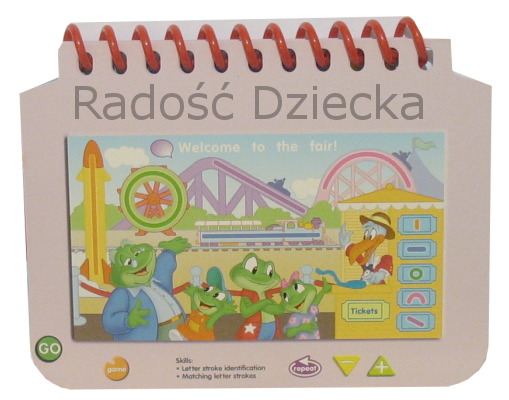 Radość Dziecka
Welcome to the fair!
Tickets
GO
game
Skills:
• Letter stroke identification
• Matching letter strokes
repeat